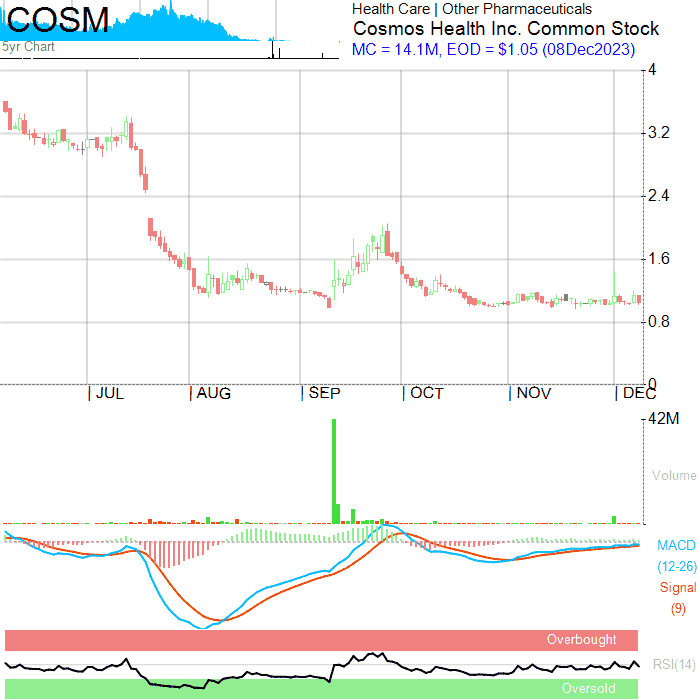 COSM
5yr Chart
Health Care | Other Pharmaceuticals
Cosmos Health Inc. Common Stock
MC = 14.1M, EOD = $1.05 (08Dec2023)
4
3.2
2.4
1.6
0.8
0
JUL AUG SEP OCT NOV DEC
42M
Volume
MACD
(12-26)
Signal
(9)
Overbought
RSI(14)
Oversold